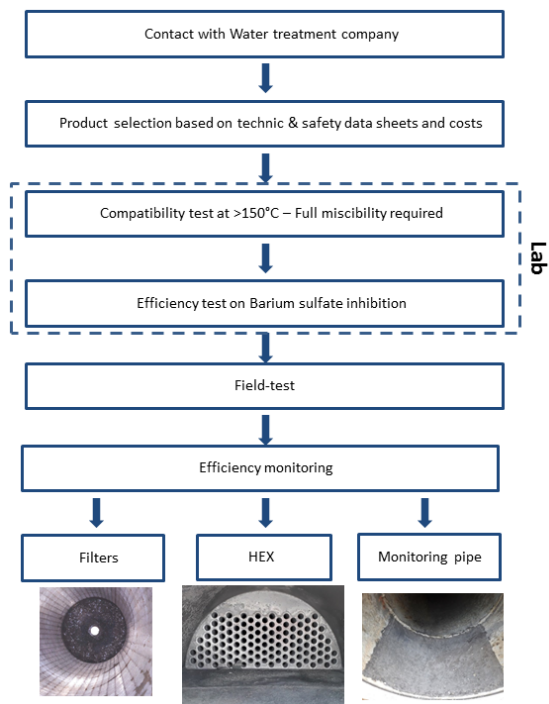 Contact with Water treatment company
Product selection based on technic & safety data sheets and costs
Compatibility test at >150°C – Full miscibility required
Lab
Efficiency test on Barium sulfate inhibition
Field-test
Efficiency monitoring
Filters
HEX
Monitoring pipe